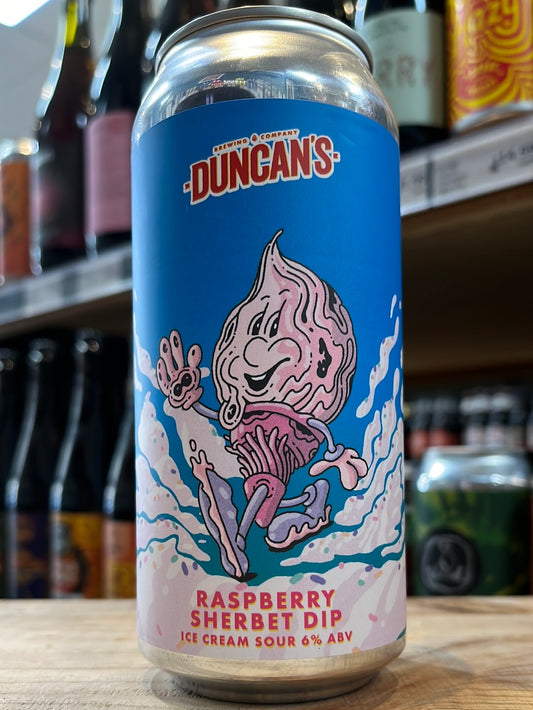 BREWING COMPANY
DUNCAN'S
RASPBERRY
SHERBET DIP
ICE CREAM SOUR 6% ABV